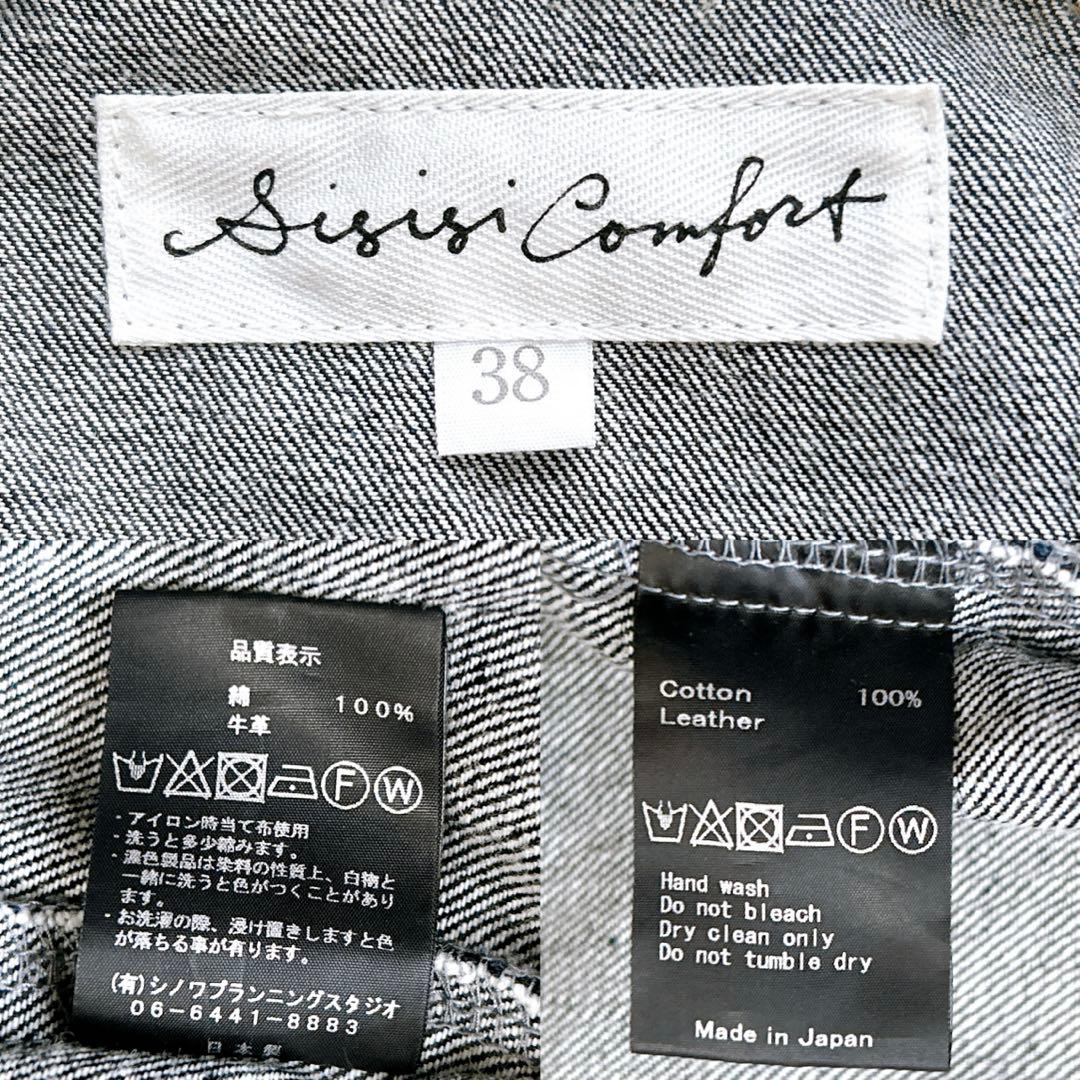 Sisisi Comfort
38
品質表示
綿 100%
牛革
F W
・アイロン時当て布使用
・洗うと多少縮みます。
・濃色製品は染料の性質上、白物と
一緒に洗うと色がつくことがあり
ます。
・お洗濯の際、浸け置きしますと色
が落ちる事が有ります。
(有)シノワプランニングスタジオ
06-6441-8883
日本製
Cotton 100%
Leather
F W
Hand wash
Do not bleach
Dry clean only
Do not tumble dry
Made in Japan